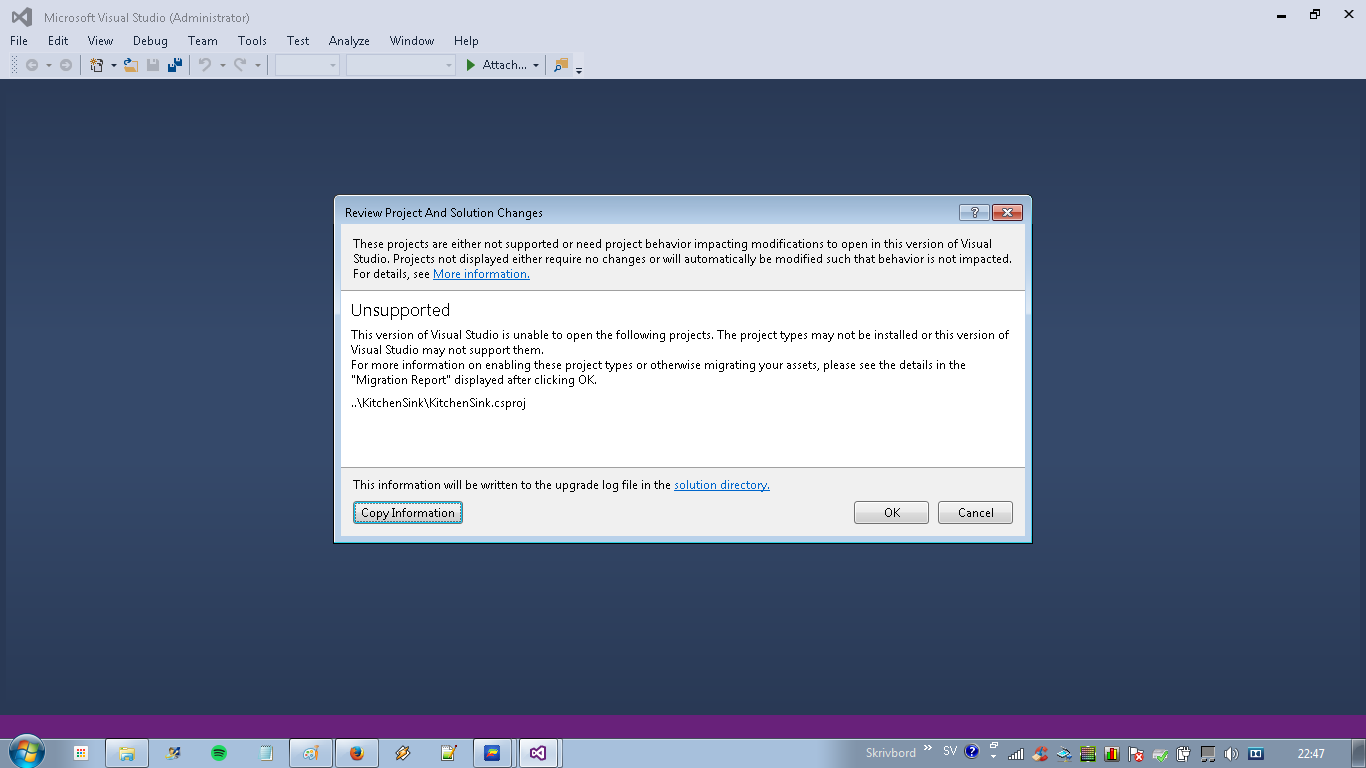 Microsoft Visual Studio (Administrator)
File Edit View Debug Team Tools Test Analyze Window Help
Attach...
Review Project And Solution Changes
?
These projects are either not supported or need project behavior impacting modifications to open in this version of Visual
Studio. Projects not displayed either require no changes or will automatically be modified such that behavior is not impacted.
For details, see More information.
Unsupported
This version of Visual Studio is unable to open the following projects. The project types may not be installed or this version of
Visual Studio may not support them.
For more information on enabling these project types or otherwise migrating your assets, please see the details in the
"Migration Report" displayed after clicking OK.
..\KitchenSink\KitchenSink.csproj
This information will be written to the upgrade log file in the solution directory.
Copy Information OK Cancel
Skrivbord » SV ? 22:47